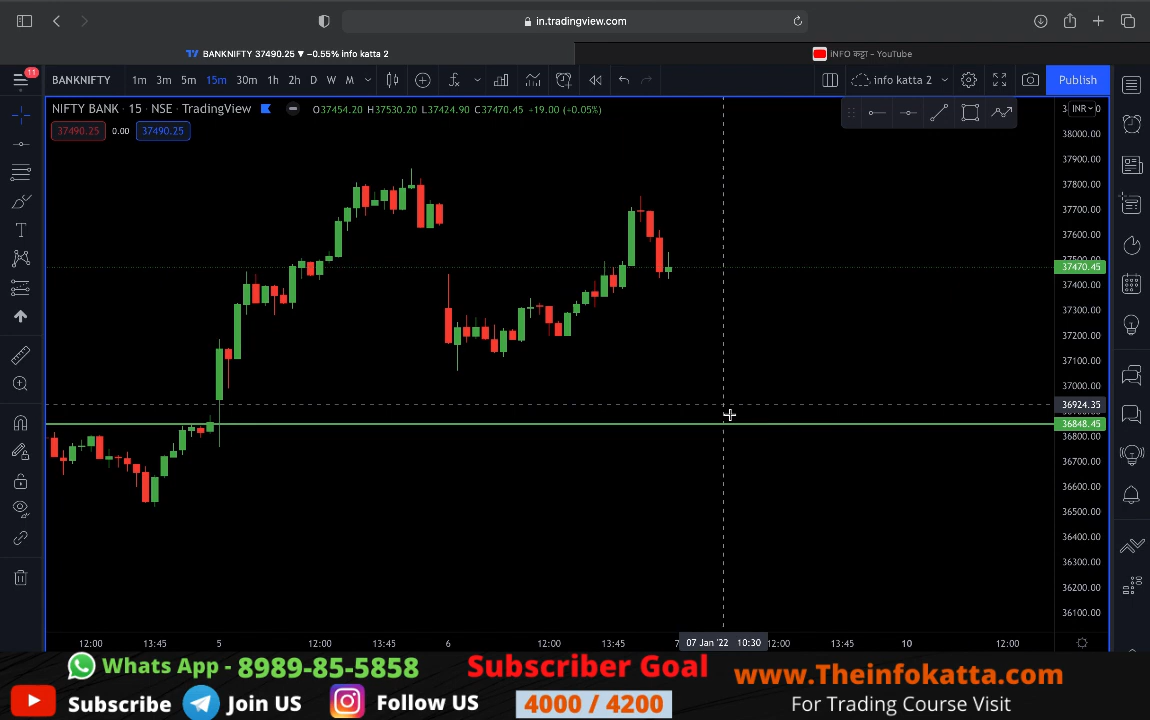 in.tradingview.com
BANKNIFTY 37490.25 ▼ −0.55% info katta 2
INFO कट्टा - YouTube
11
BANKNIFTY 1m 3m 5m 15m 30m 1h 2h D W M
info katta 2
Publish
NIFTY BANK · 15 · NSE · TradingView
O37454.20 H37530.20 L37424.90 C37470.45 +19.00 (+0.05%)
INR
37490.25 0.00 37490.25
38000.00
37900.00
37800.00
37700.00
37600.00
37500.00
37470.45
37400.00
37300.00
37200.00
37100.00
37000.00
36924.35
36848.45
36800.00
36700.00
36600.00
36500.00
36400.00
36300.00
36200.00
36100.00
12:00 13:45 5 12:00 13:45 6 12:00 13:45 7 07 Jan '22 10:30 12:00 13:45 10 12:00
Whats App - 8989-85-5858
Subscriber Goal
www.Theinfokatta.com
Subscribe
Join US
Follow US
4000 / 4200
For Trading Course Visit